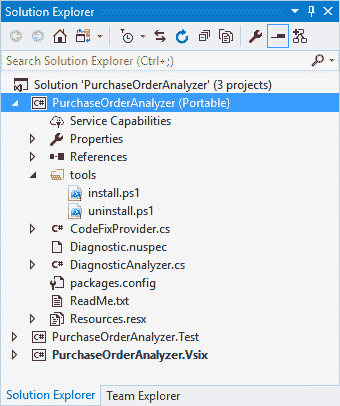 Solution Explorer
Search Solution Explorer (Ctrl+;)
Solution 'PurchaseOrderAnalyzer' (3 projects)
C# PurchaseOrderAnalyzer (Portable)
Service Capabilities
Properties
References
tools
install.ps1
uninstall.ps1
C# CodeFixProvider.cs
Diagnostic.nuspec
C# DiagnosticAnalyzer.cs
packages.config
ReadMe.txt
Resources.resx
C# PurchaseOrderAnalyzer.Test
C# PurchaseOrderAnalyzer.Vsix
Solution Explorer Team Explorer